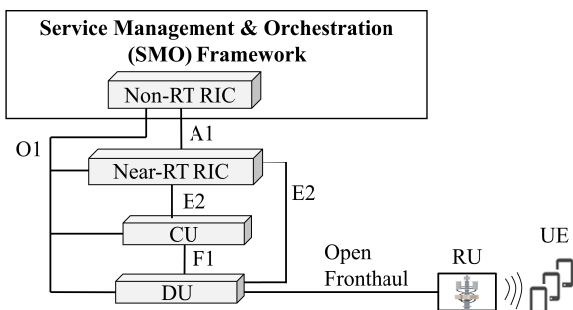 Service Management & Orchestration
(SMO) Framework
Non-RT RIC
A1
O1
Near-RT RIC
E2
E2
CU
F1
Open
Fronthaul
RU
UE
DU